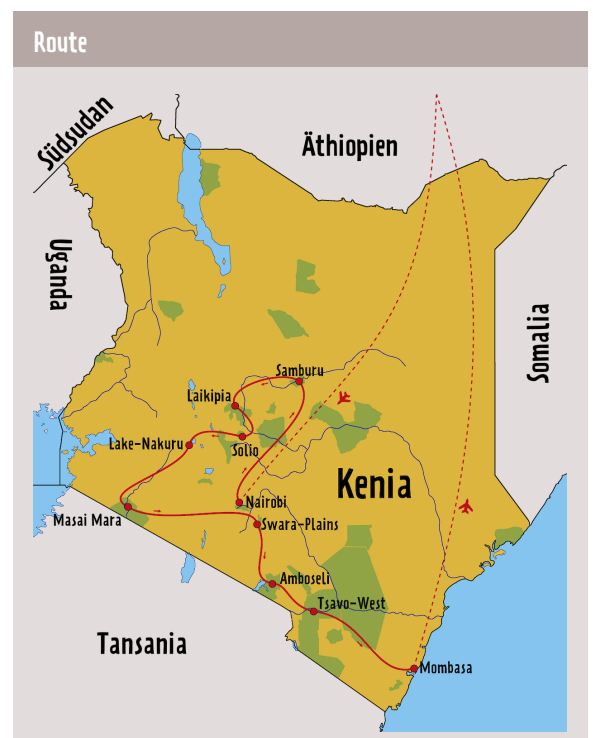 Route
Südsudan
Äthiopien
Uganda
Somalia
Samburu
Laikipia
Lake-Nakuru
Solio
Kenia
Nairobi
Masai Mara
Swara-Plains
Amboseli
Tsavo-West
Tansania
Mombasa